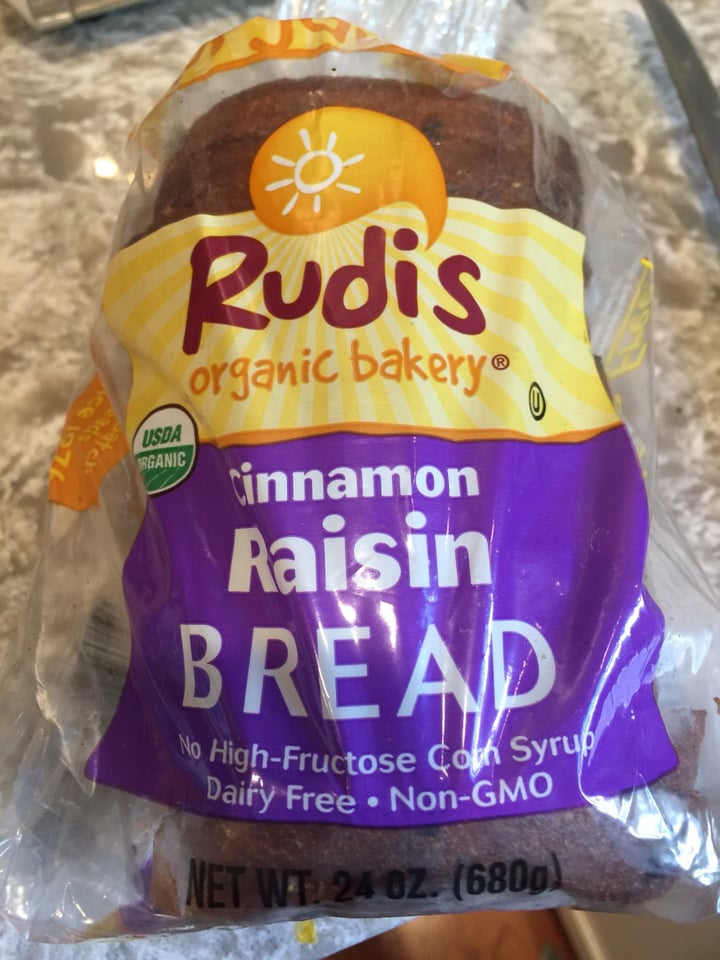 Rudi's
organic bakery®
U
USDA
ORGANIC
Cinnamon
Raisin
BREAD
No High-Fructose Corn Syrup
Dairy Free • Non-GMO
NET WT. 24 OZ. (680g)